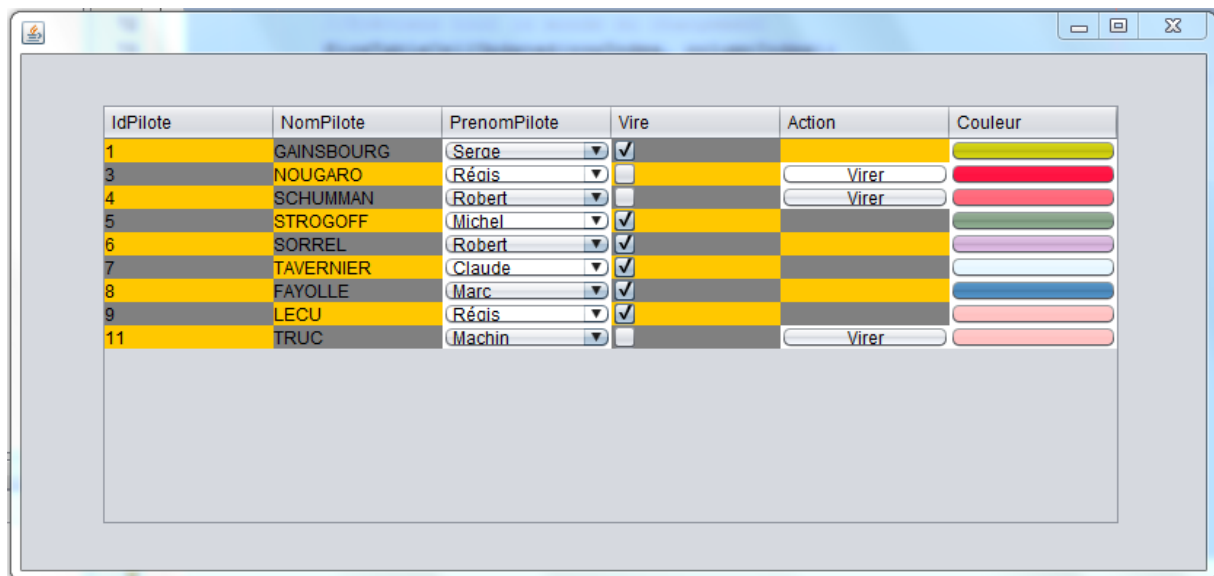 IdPilote NomPilote PrenomPilote Vire Action Couleur
1 GAINSBOURG Serge
3 NOUGARO Régis Virer
4 SCHUMMAN Robert Virer
5 STROGOFF Michel
6 SORREL Robert
7 TAVERNIER Claude
8 FAYOLLE Marc
9 LECU Régis
11 TRUC Machin Virer